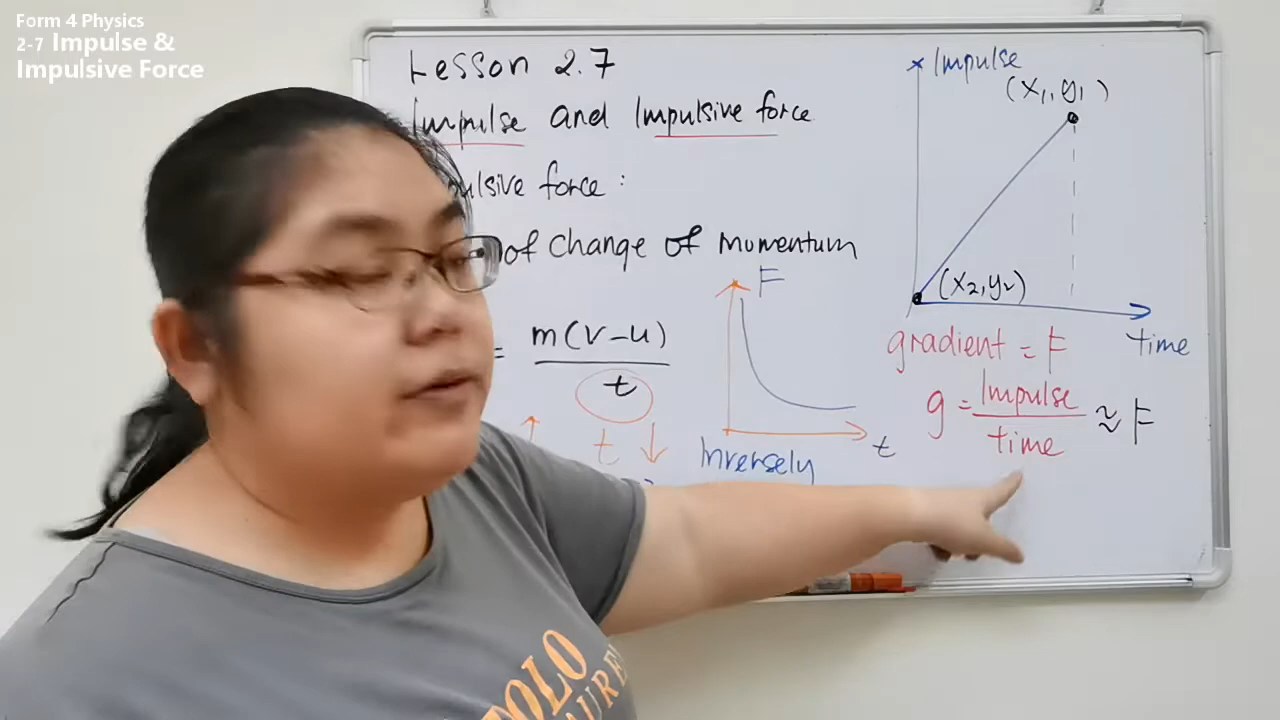 Form 4 Physics
2-7 Impulse &
Impulsive Force
Lesson 2.7
Impulse and Impulsive force
force :
of change of momentum
= m(v-u)
t
t
F
t
Inversely
Impulse
(x₁, y₁)
(x₂, y₂)
time
gradient = F
g = Impulse ≈ F
time
POLO